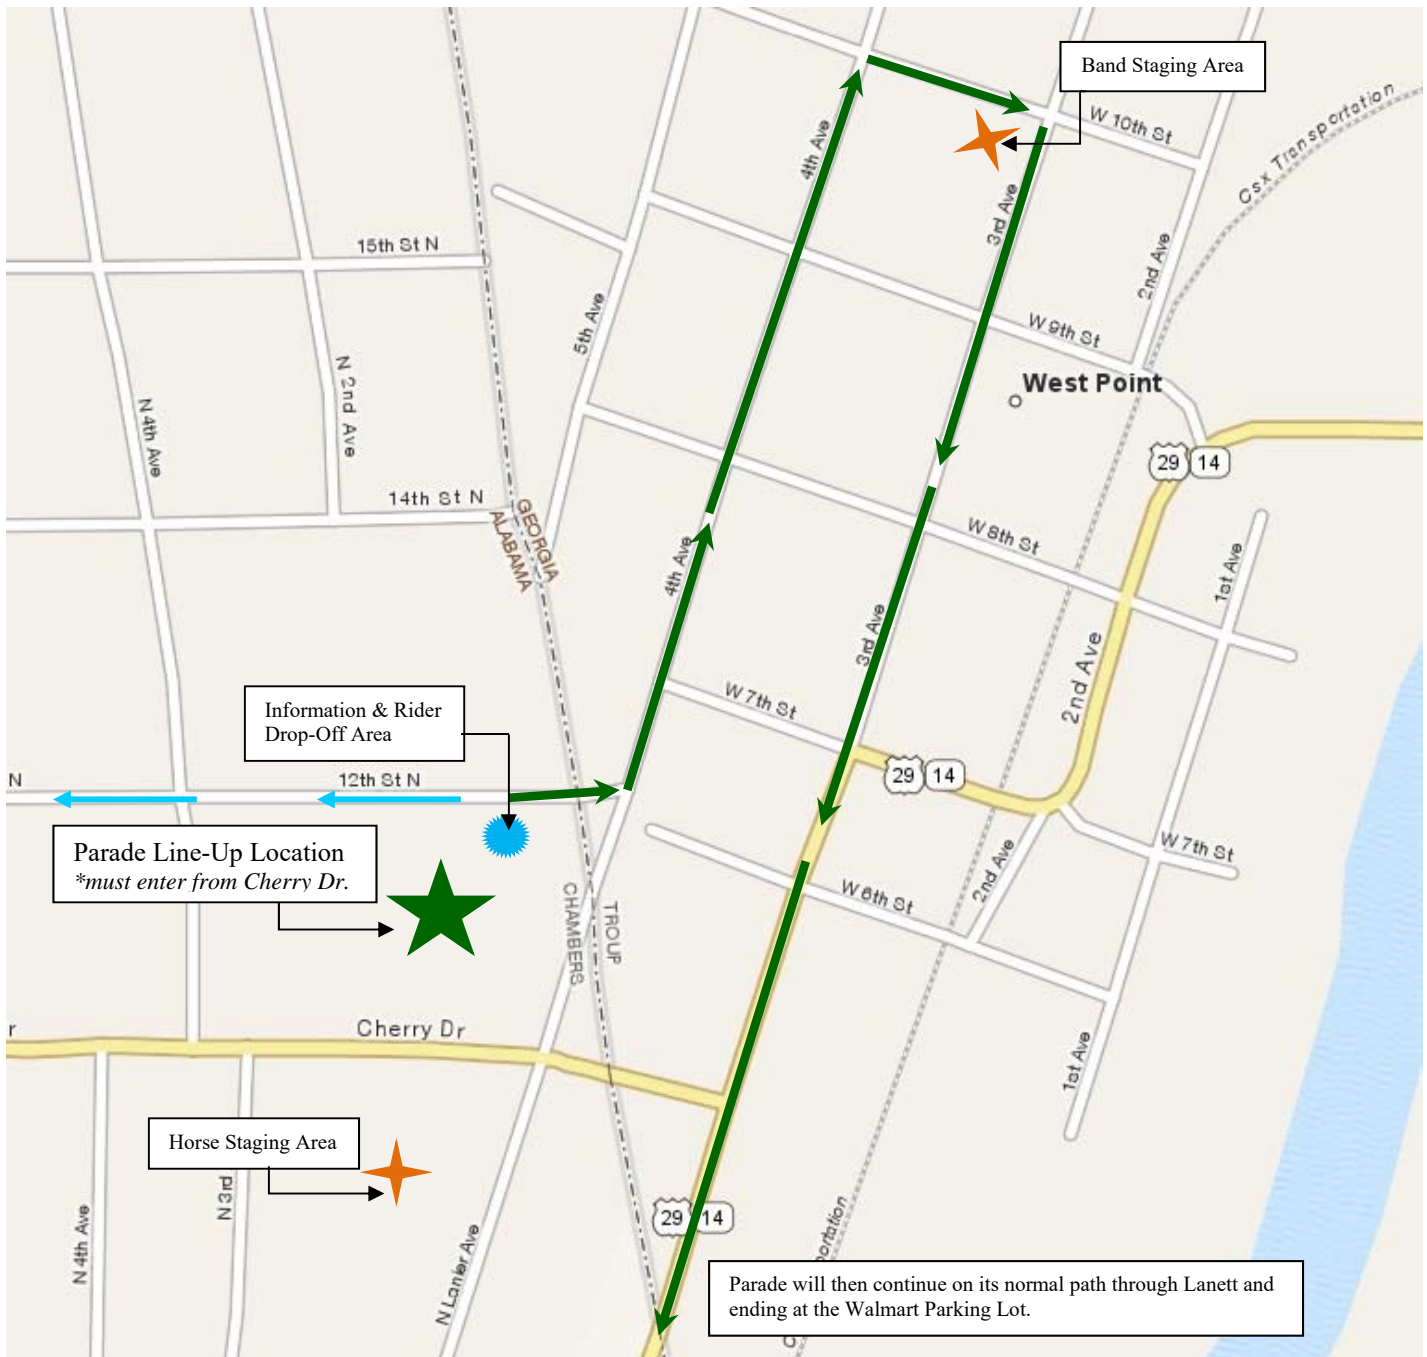 Band Staging Area
W 10th St
Csx Transportation
4th Ave
3rd Ave
2nd Ave
15th St N
5th Ave
W 9th St
N 2nd Ave
West Point
N 4th Ave
29
14
14th St N
GEORGIA
ALABAMA
W 8th St
1st Ave
4th Ave
3rd Ave
2nd Ave
Information & Rider
Drop-Off Area
W 7th St
N
12th St N
29
14
Parade Line-Up Location
*must enter from Cherry Dr.
W 7th St
2nd Ave
W 6th St
CHAMBERS
TROUP
r
Cherry Dr
1st Ave
Horse Staging Area
N 3rd
N 4th Ave
29
14
N Lanier Ave
portation
Parade will then continue on its normal path through Lanett and
ending at the Walmart Parking Lot.